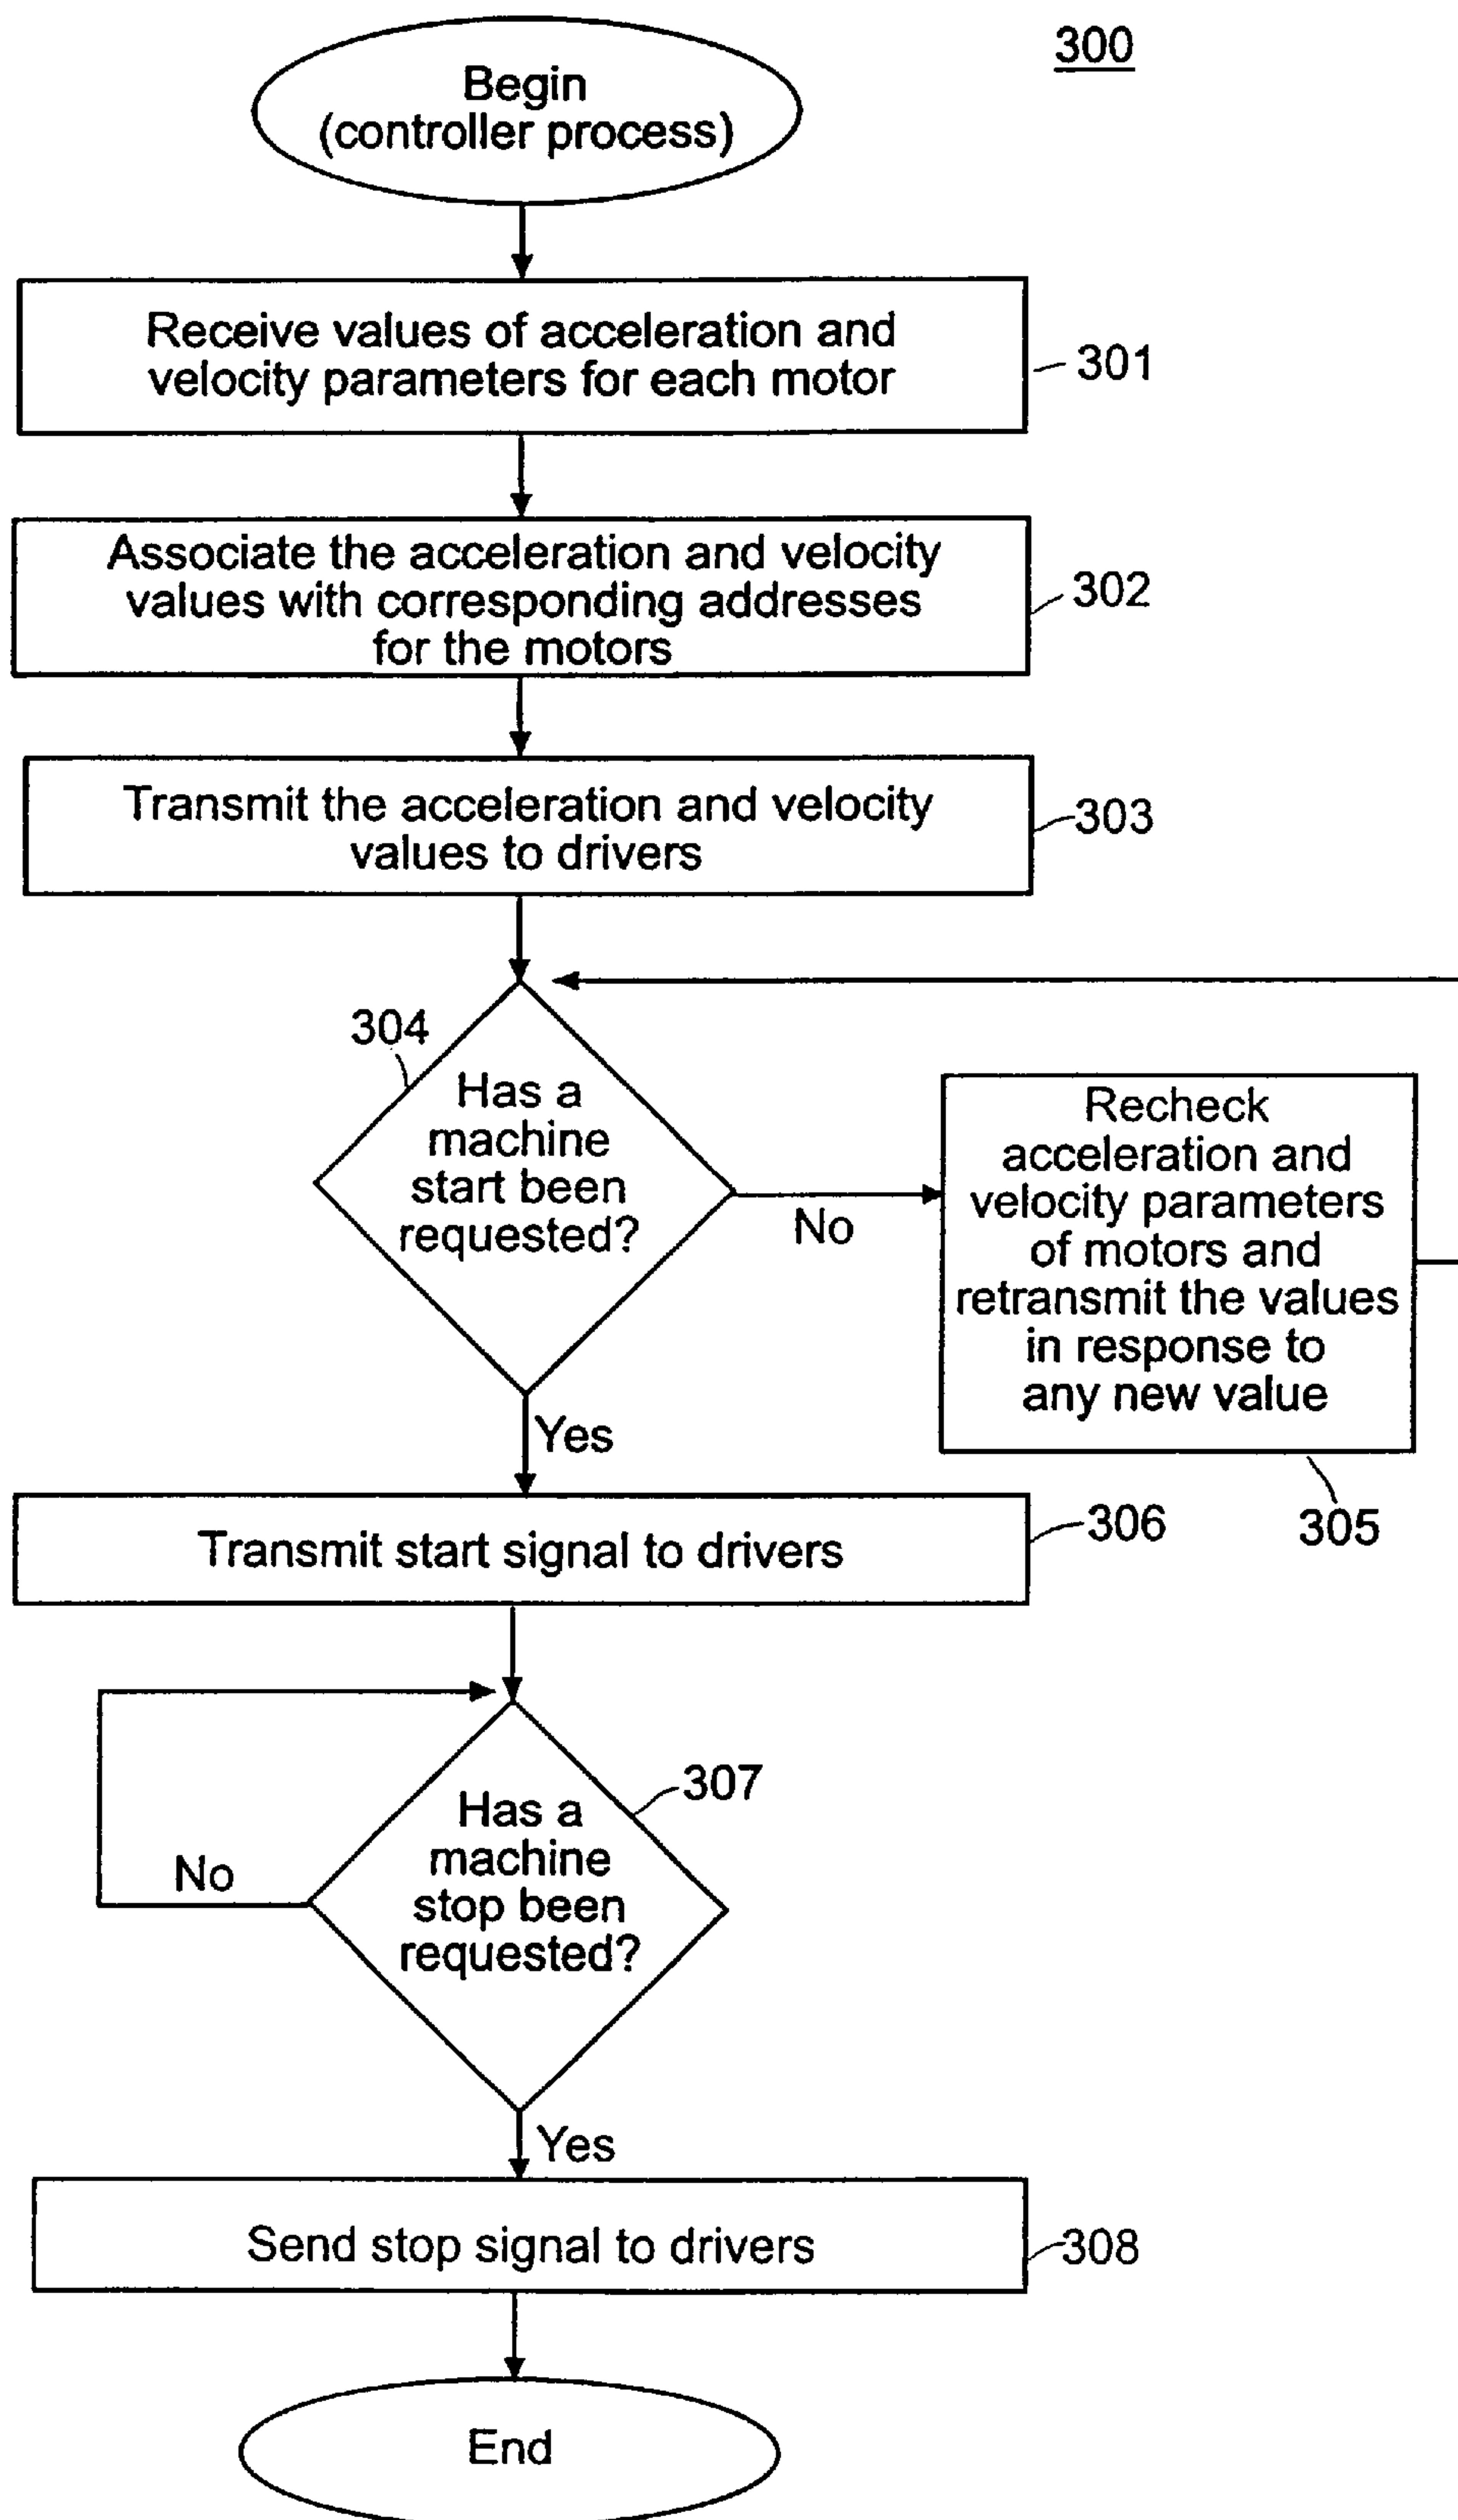 300
Begin
(controller process)
Receive values of acceleration and
velocity parameters for each motor
301
Associate the acceleration and velocity
values with corresponding addresses
for the motors
302
Transmit the acceleration and velocity
values to drivers
303
304
Has a
machine
start been
requested?
No
Recheck
acceleration and
velocity parameters
of motors and
retransmit the values
in response to
any new value
305
Yes
Transmit start signal to drivers
306
307
Has a
machine
stop been
requested?
No
Yes
Send stop signal to drivers
308
End